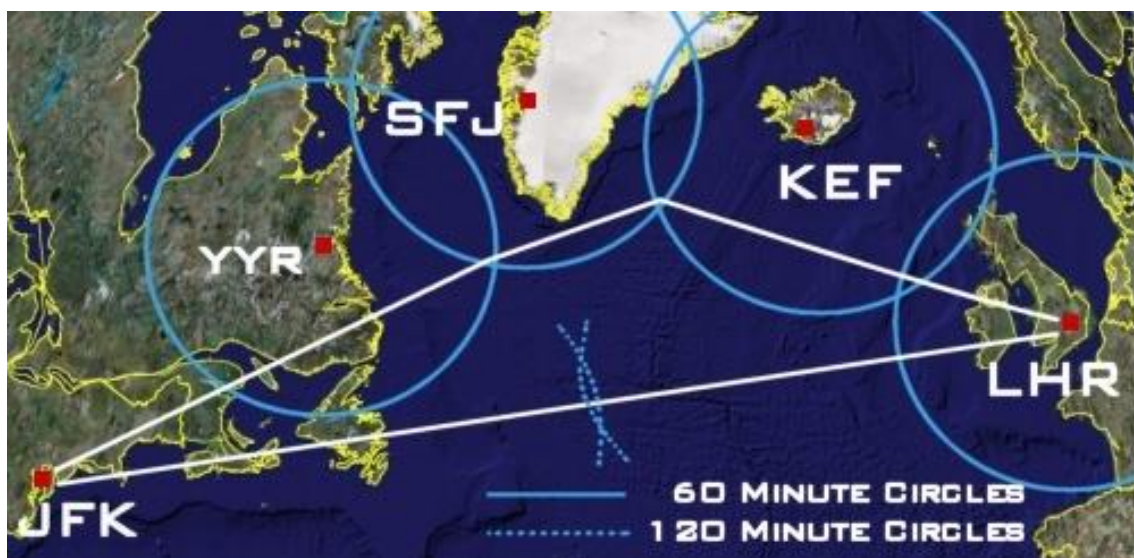 SFJ
KEF
YYR
LHR
JFK
60 MINUTE CIRCLES
120 MINUTE CIRCLES